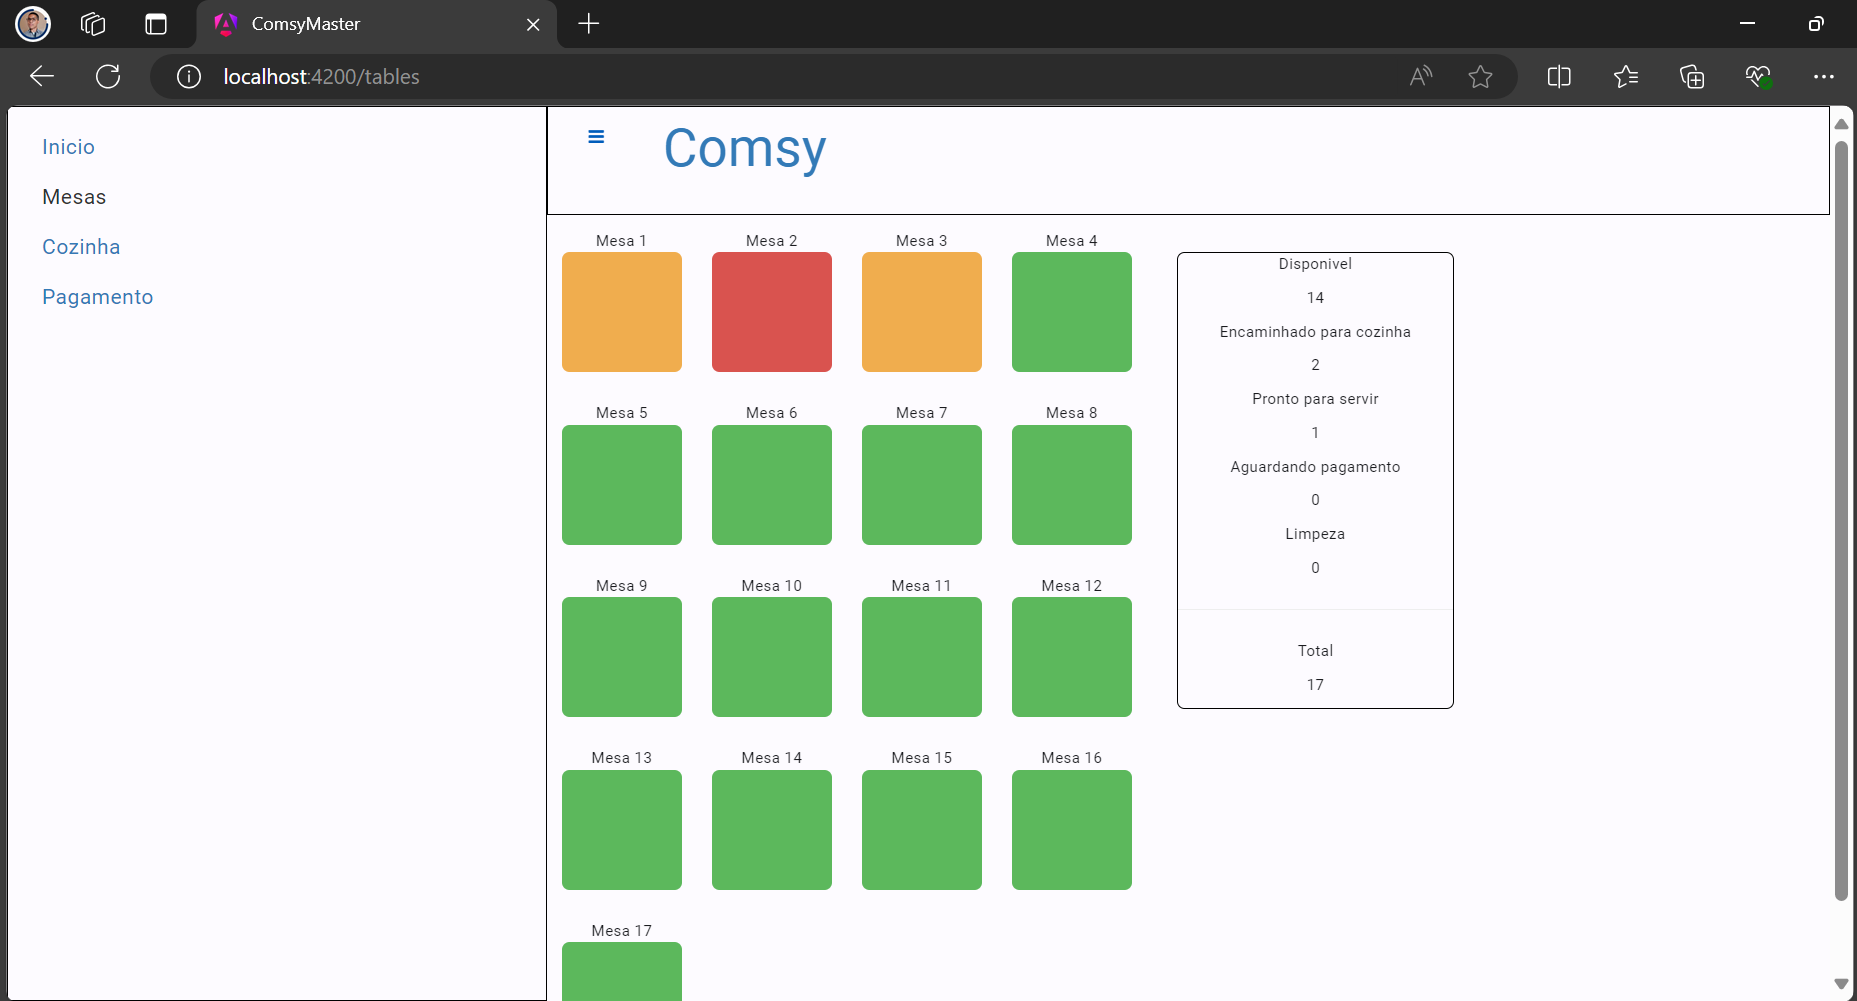 ComsyMaster
localhost:4200/tables
Inicio
Mesas
Cozinha
Pagamento
Comsy
Mesa 1 Mesa 2 Mesa 3 Mesa 4
Mesa 5 Mesa 6 Mesa 7 Mesa 8
Mesa 9 Mesa 10 Mesa 11 Mesa 12
Mesa 13 Mesa 14 Mesa 15 Mesa 16
Mesa 17
Disponivel
14
Encaminhado para cozinha
2
Pronto para servir
1
Aguardando pagamento
0
Limpeza
0
Total
17